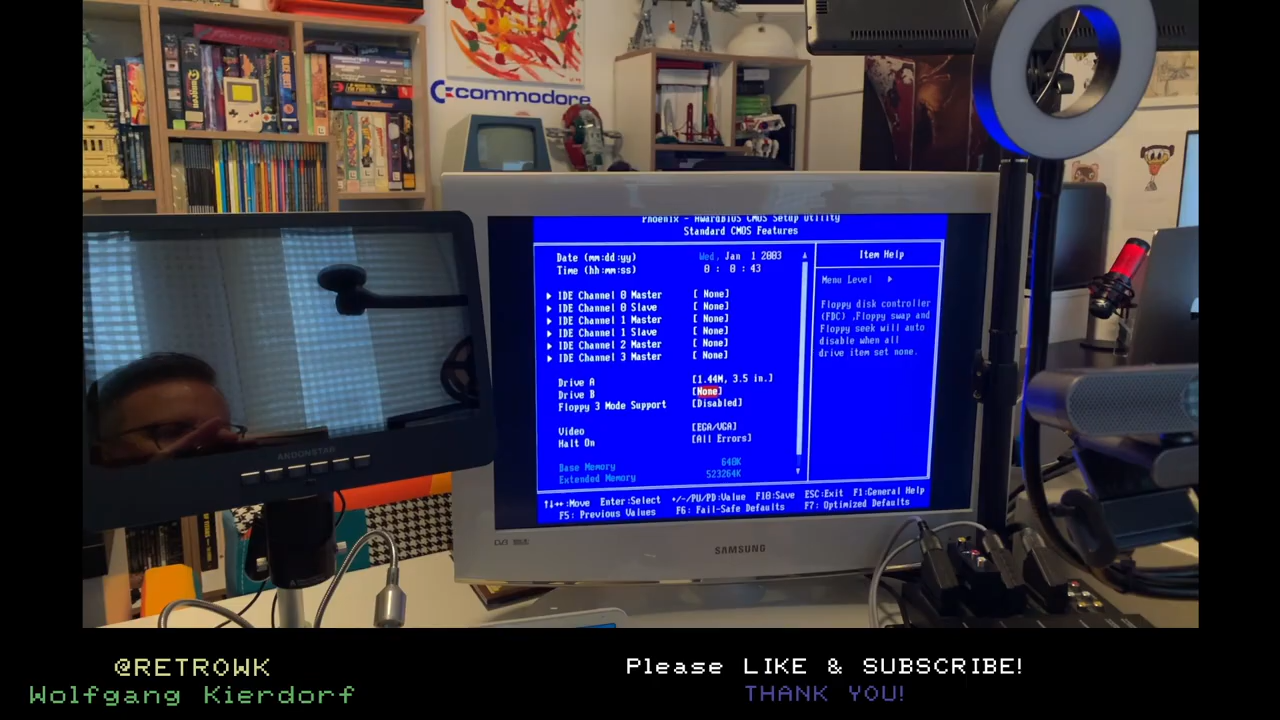 commodore
Phoenix - AwardBIOS CMOS Setup Utility
Standard CMOS Features
Date (mm:dd:yy) Wed, Jan 1 2003
Time (hh:mm:ss) 0 : 0 : 43
IDE Channel 0 Master [ None]
IDE Channel 0 Slave [ None]
IDE Channel 1 Master [ None]
IDE Channel 1 Slave [ None]
IDE Channel 2 Master [ None]
IDE Channel 3 Master [ None]
Drive A [1.44M, 3.5 in.]
Drive B [None]
Floppy 3 Mode Support [Disabled]
Video [EGA/VGA]
Halt On [All Errors]
Base Memory 640K
Extended Memory 523264K
Item Help
Menu Level
Floppy disk controller
(FDC) ,Floppy swap and
Floppy seek will auto
disable when all
drive item set none.
↑↓→←:Move Enter:Select +/-/PU/PD:Value F10:Save ESC:Exit F1:General Help
F5: Previous Values F6: Fail-Safe Defaults F7: Optimized Defaults
ANDONSTAR
SAMSUNG
@RETROWK
Wolfgang Kierdorf
Please LIKE & SUBSCRIBE!
THANK YOU!